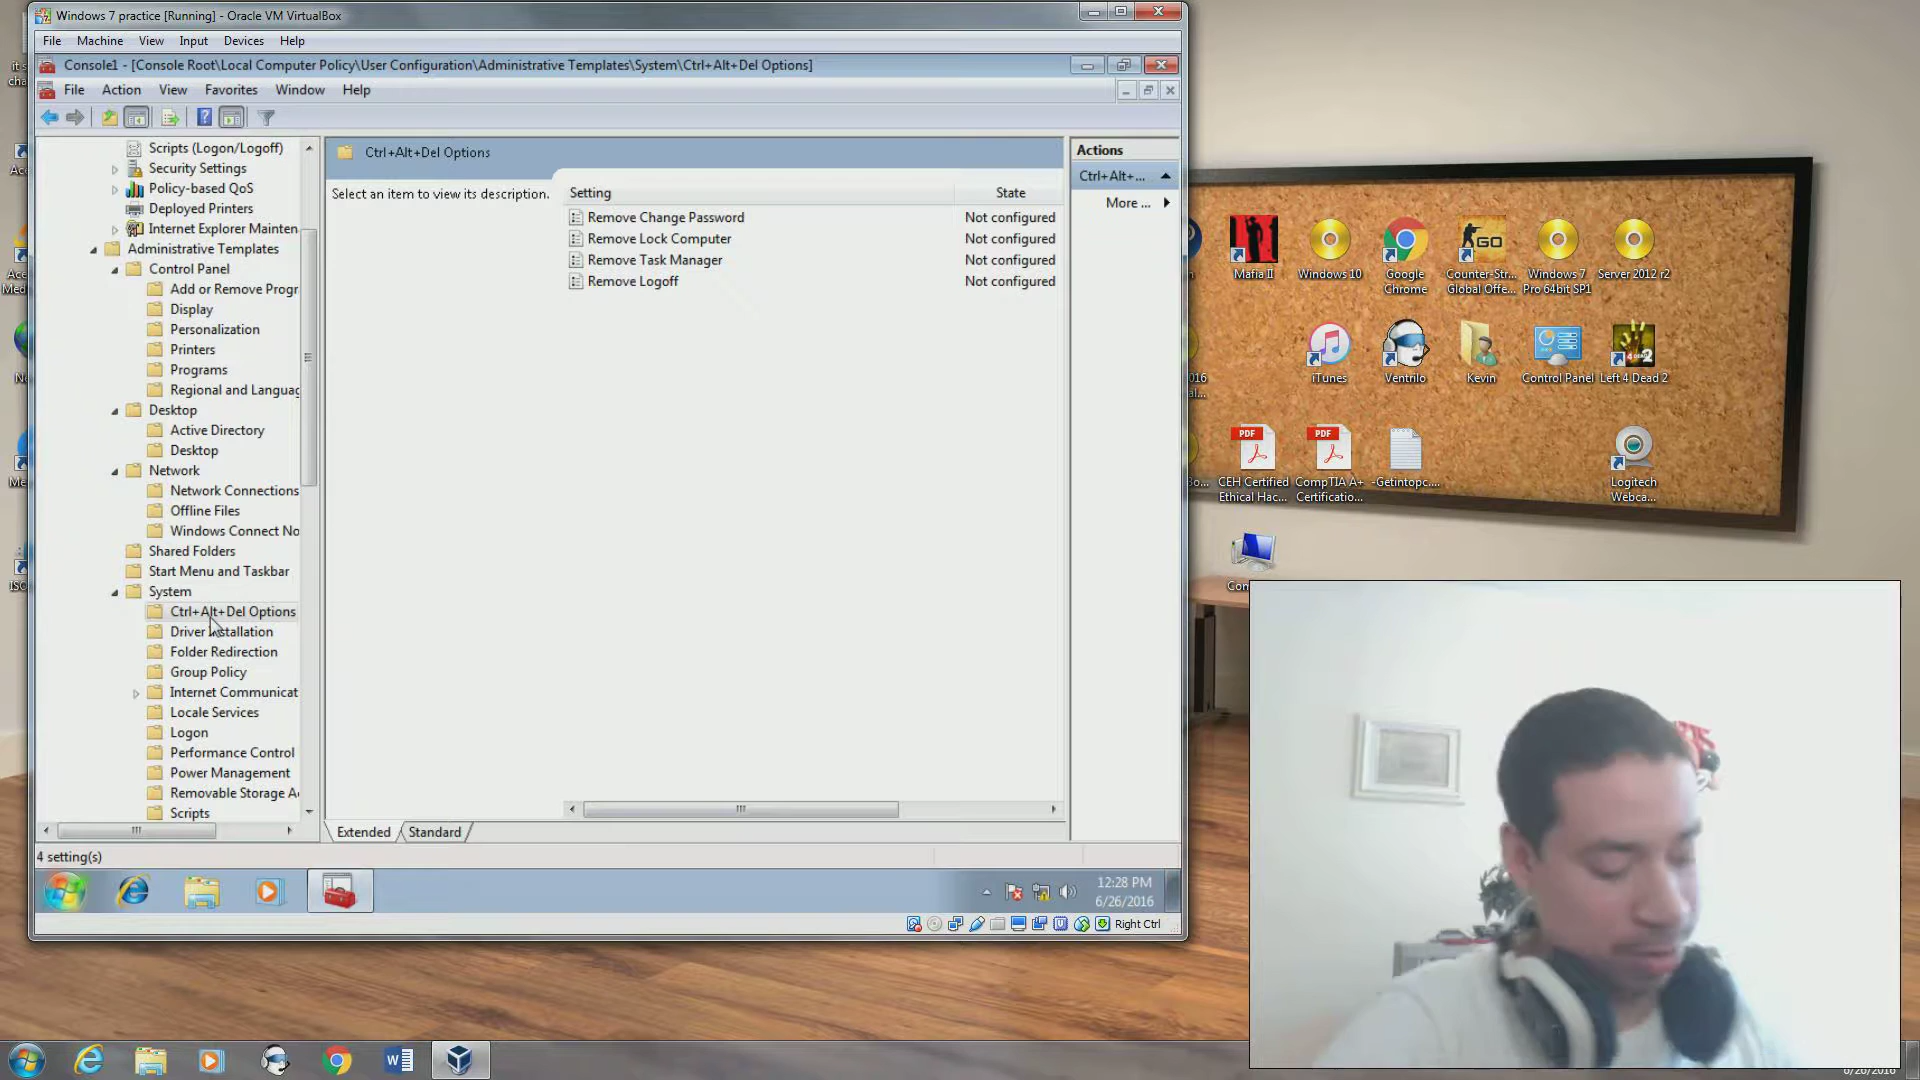 Windows 7 practice [Running] - Oracle VM VirtualBox
File Machine View Input Devices Help
Console1 - [Console Root\Local Computer Policy\User Configuration\Administrative Templates\System\Ctrl+Alt+Del Options]
File Action View Favorites Window Help
Scripts (Logon/Logoff)
Security Settings
Policy-based QoS
Deployed Printers
Internet Explorer Mainten
Administrative Templates
Control Panel
Add or Remove Progr
Display
Personalization
Printers
Programs
Regional and Languag
Desktop
Active Directory
Desktop
Network
Network Connections
Offline Files
Windows Connect No
Shared Folders
Start Menu and Taskbar
System
Ctrl+Alt+Del Options
Driver Installation
Folder Redirection
Group Policy
Internet Communicat
Locale Services
Logon
Performance Control
Power Management
Removable Storage A
Scripts
Ctrl+Alt+Del Options
Select an item to view its description.
Setting State
Remove Change Password Not configured
Remove Lock Computer Not configured
Remove Task Manager Not configured
Remove Logoff Not configured
Extended Standard
Actions
Ctrl+Alt+...
More ...
4 setting(s)
12:28 PM
6/26/2016
Right Ctrl
Mafia II
Windows 10
Google
Chrome
Counter-Str...
Global Offe...
Windows 7
Pro 64bit SP1
Server 2012 r2
iTunes
Ventrilo
Kevin
Control Panel
Left 4 Dead 2
PDF
CEH Certified
Ethical Hac...
PDF
CompTIA A+
Certificatio...
-Getintopc....
Logitech
Webca...
6/26/2016